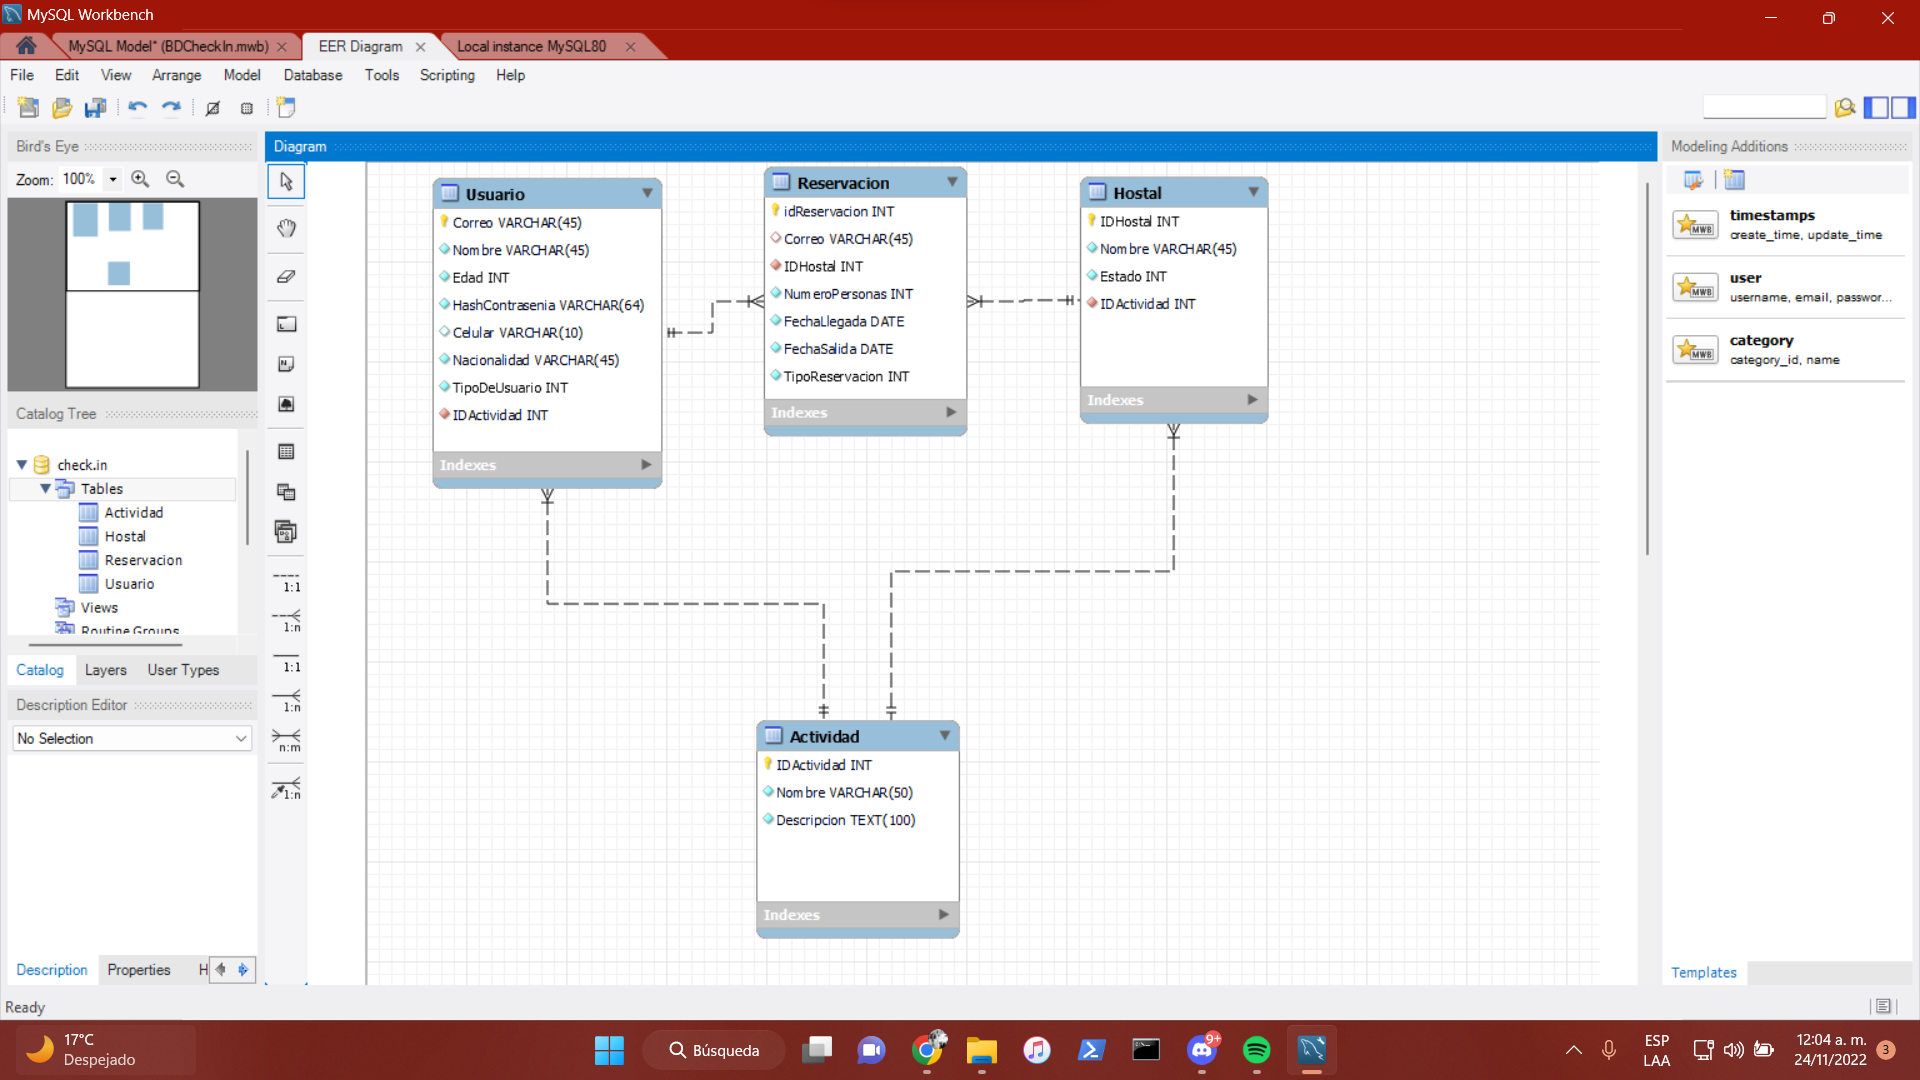 MySQL Workbench
MySQL Model* (BDCheckIn.mwb)
EER Diagram
Local instance MySQL80
File Edit View Arrange Model Database Tools Scripting Help
Bird's Eye
Zoom: 100%
Diagram
Modeling Additions
Usuario
Correo VARCHAR(45)
Nombre VARCHAR(45)
Edad INT
HashContrasenia VARCHAR(64)
Celular VARCHAR(10)
Nacionalidad VARCHAR(45)
TipoDeUsuario INT
IDActividad INT
Indexes
Reservacion
idReservacion INT
Correo VARCHAR(45)
IDHostal INT
NumeroPersonas INT
FechaLlegada DATE
FechaSalida DATE
TipoReservacion INT
Indexes
Hostal
IDHostal INT
Nombre VARCHAR(45)
Estado INT
IDActividad INT
Indexes
Actividad
IDActividad INT
Nombre VARCHAR(50)
Descripcion TEXT(100)
Indexes
timestamps
create_time, update_time
user
username, email, passwor...
category
category_id, name
Templates
Catalog Tree
check.in
Tables
Actividad
Hostal
Reservacion
Usuario
Views
Routine Groups
Catalog Layers User Types
Description Editor
No Selection
Description Properties H
1:1
1:n
1:1
1:n
n:m
1:n
Ready
17°C
Despejado
Búsqueda
9+
ESP
LAA
12:04 a. m.
24/11/2022
3
MWB
MWB
MWB